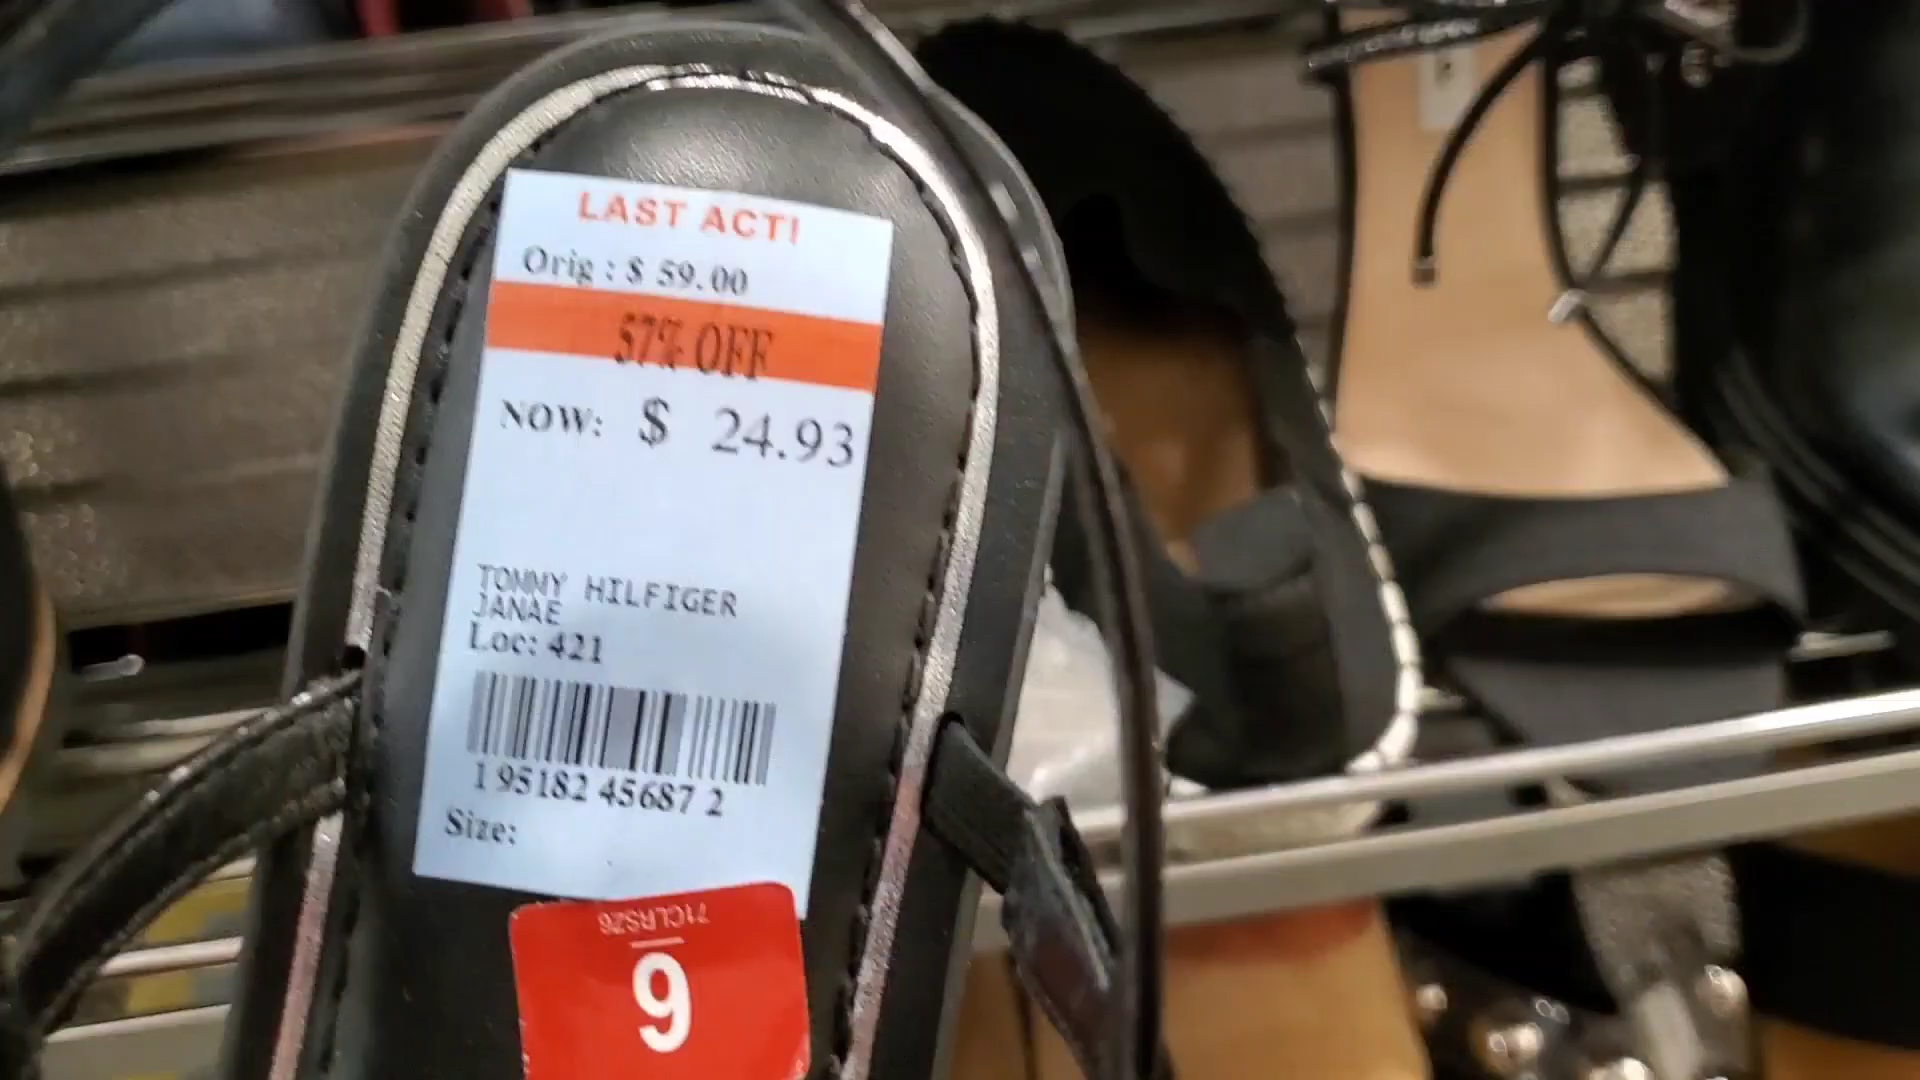 LAST ACT!
Orig : $ 59.00
57% OFF
NOW: $ 24.93
TOMMY HILFIGER
JANAE
Loc: 421
1 95182 45687 2
Size:
71CLRSZ6
9